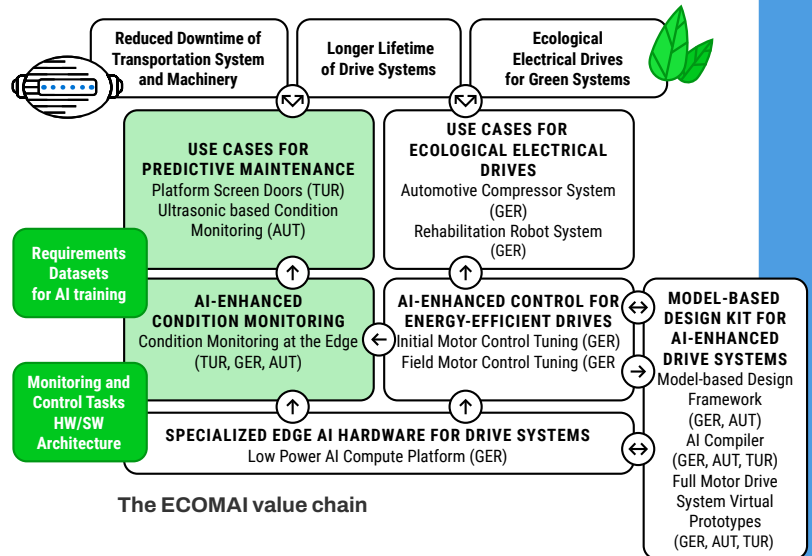 Reduced Downtime of
Transportation System
and Machinery
Longer Lifetime
of Drive Systems
Ecological
Electrical Drives
for Green Systems
USE CASES FOR
PREDICTIVE MAINTENANCE
Platform Screen Doors (TUR)
Ultrasonic based Condition
Monitoring (AUT)
USE CASES FOR
ECOLOGICAL ELECTRICAL
DRIVES
Automotive Compressor System
(GER)
Rehabilitation Robot System
(GER)
Requirements
Datasets
for AI training
AI-ENHANCED
CONDITION MONITORING
Condition Monitoring at the Edge
(TUR, GER, AUT)
AI-ENHANCED CONTROL FOR
ENERGY-EFFICIENT DRIVES
Initial Motor Control Tuning (GER)
Field Motor Control Tuning (GER
MODEL-BASED
DESIGN KIT FOR
AI-ENHANCED
DRIVE SYSTEMS
Model-based Design
Framework
(GER, AUT)
AI Compiler
(GER, AUT, TUR)
Full Motor Drive
System Virtual
Prototypes
(GER, AUT, TUR)
Monitoring and
Control Tasks
HW/SW
Architecture
SPECIALIZED EDGE AI HARDWARE FOR DRIVE SYSTEMS
Low Power AI Compute Platform (GER)
The ECOMAI value chain